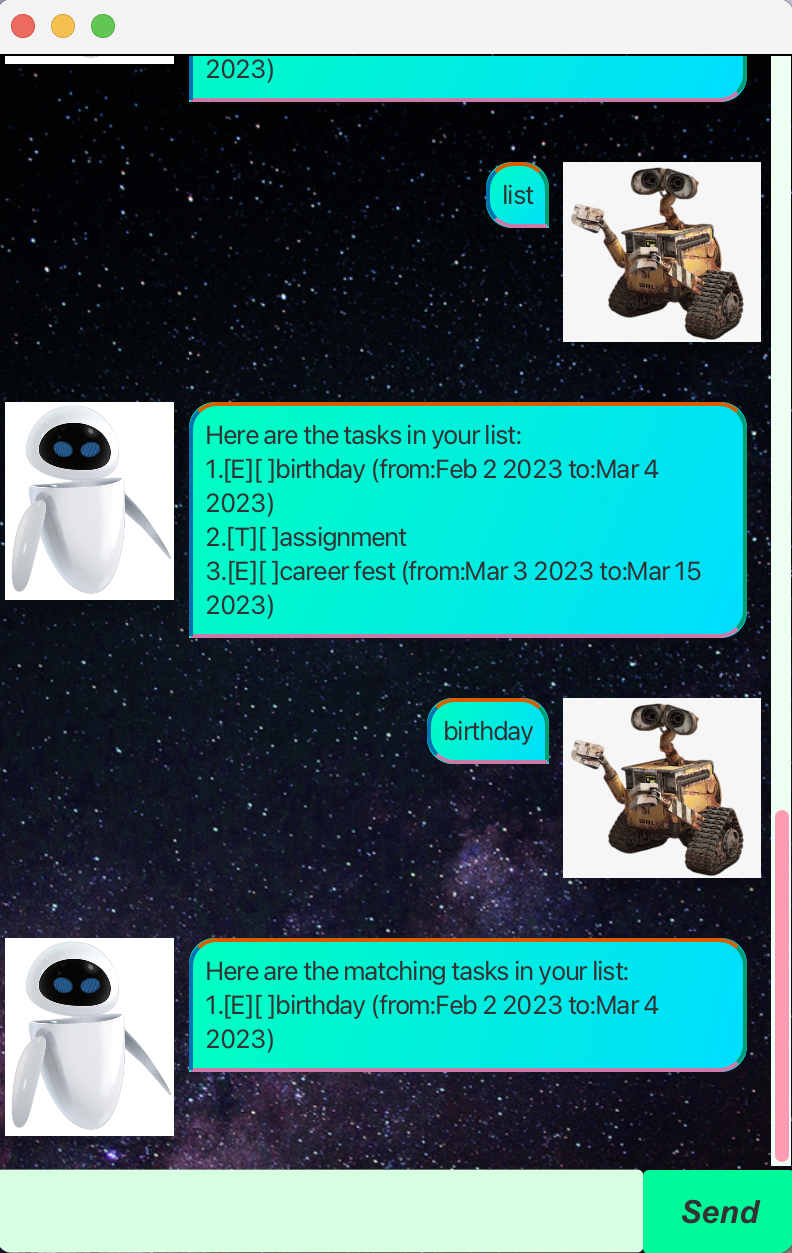 2023)
list
Here are the tasks in your list:
1.[E][ ]birthday (from:Feb 2 2023 to:Mar 4
2023)
2.[T][ ]assignment
3.[E][ ]career fest (from:Mar 3 2023 to:Mar 15
2023)
birthday
Here are the matching tasks in your list:
1.[E][ ]birthday (from:Feb 2 2023 to:Mar 4
2023)
Send